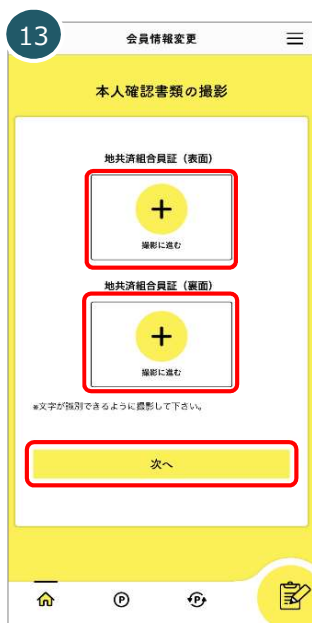 13
会員情報変更
本人確認書類の撮影
地共済組合員証（表面）
撮影に進む
地共済組合員証（裏面）
撮影に進む
※文字が識別できるように撮影して下さい。
次へ
P
P